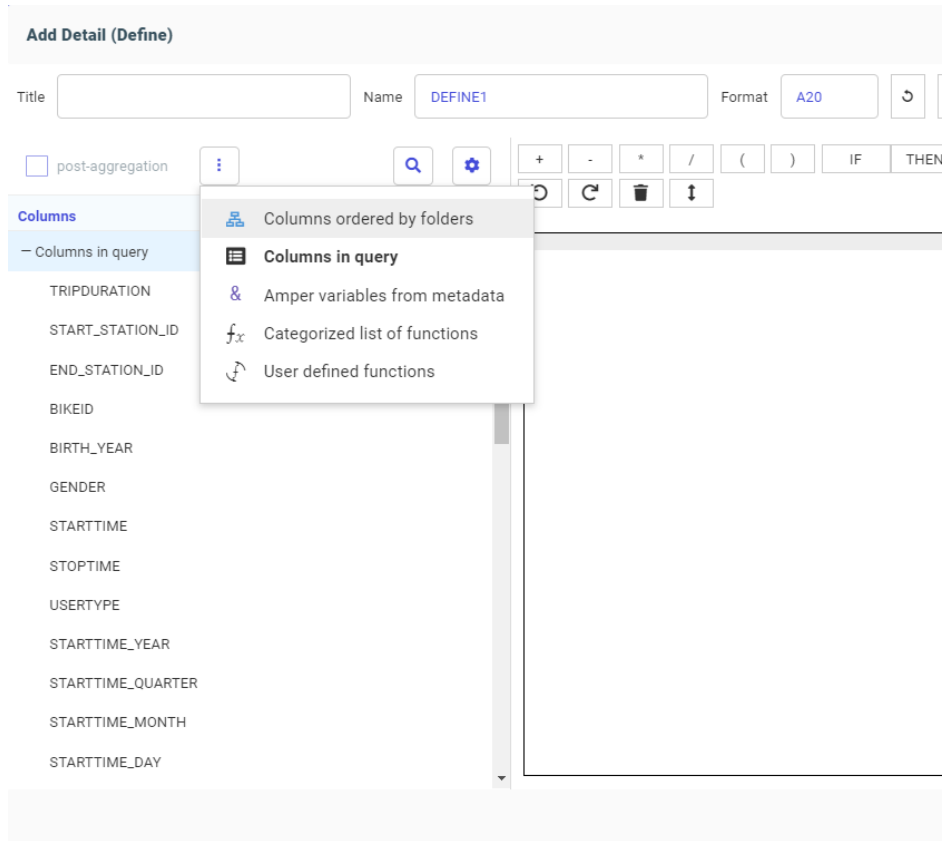 Add Detail (Define)
Title Name DEFINE1 Format A20
post-aggregation
+ - * / ( ) IF THEN
Columns
Columns in query
TRIPDURATION
START_STATION_ID
END_STATION_ID
BIKEID
BIRTH_YEAR
GENDER
STARTTIME
STOPTIME
USERTYPE
STARTTIME_YEAR
STARTTIME_QUARTER
STARTTIME_MONTH
STARTTIME_DAY
Columns ordered by folders
Columns in query
& Amper variables from metadata
fx Categorized list of functions
User defined functions